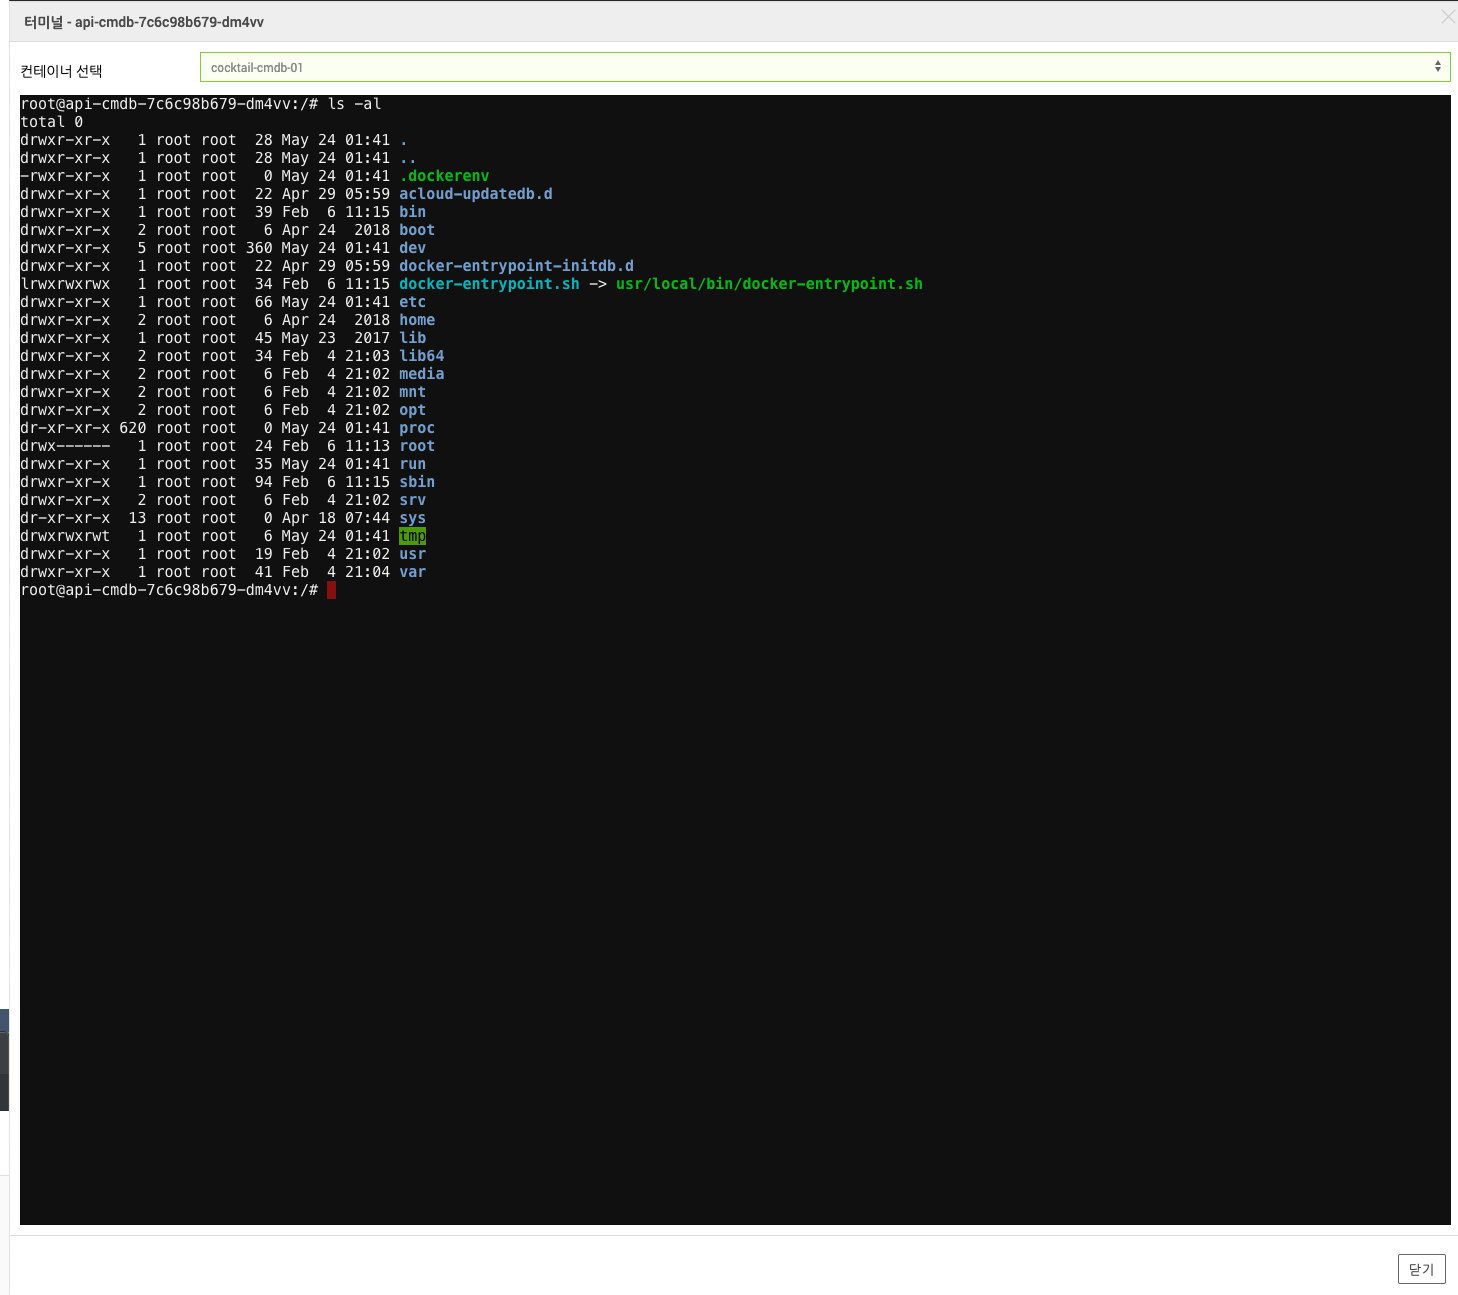 터미널 - api-cmdb-7c6c98b679-dm4vv
컨테이너 선택
cocktail-cmdb-01
root@api-cmdb-7c6c98b679-dm4vv:/# ls -al
total 0
drwxr-xr-x   1 root root  28 May 24 01:41 .
drwxr-xr-x   1 root root  28 May 24 01:41 ..
-rwxr-xr-x   1 root root   0 May 24 01:41 .dockerenv
drwxr-xr-x   1 root root  22 Apr 29 05:59 acloud-updatedb.d
drwxr-xr-x   1 root root  39 Feb  6 11:15 bin
drwxr-xr-x   2 root root   6 Apr 24  2018 boot
drwxr-xr-x   5 root root 360 May 24 01:41 dev
drwxr-xr-x   1 root root  22 Apr 29 05:59 docker-entrypoint-initdb.d
lrwxrwxrwx   1 root root  34 Feb  6 11:15 docker-entrypoint.sh -> usr/local/bin/docker-entrypoint.sh
drwxr-xr-x   1 root root  66 May 24 01:41 etc
drwxr-xr-x   2 root root   6 Apr 24  2018 home
drwxr-xr-x   1 root root  45 May 23  2017 lib
drwxr-xr-x   2 root root  34 Feb  4 21:03 lib64
drwxr-xr-x   2 root root   6 Feb  4 21:02 media
drwxr-xr-x   2 root root   6 Feb  4 21:02 mnt
drwxr-xr-x   2 root root   6 Feb  4 21:02 opt
dr-xr-xr-x 620 root root   0 May 24 01:41 proc
drwx------   1 root root  24 Feb  6 11:13 root
drwxr-xr-x   1 root root  35 May 24 01:41 run
drwxr-xr-x   1 root root  94 Feb  6 11:15 sbin
drwxr-xr-x   2 root root   6 Feb  4 21:02 srv
dr-xr-xr-x  13 root root   0 Apr 18 07:44 sys
drwxrwxrwt   1 root root   6 May 24 01:41 tmp
drwxr-xr-x   1 root root  19 Feb  4 21:02 usr
drwxr-xr-x   1 root root  41 Feb  4 21:04 var
root@api-cmdb-7c6c98b679-dm4vv:/#
닫기